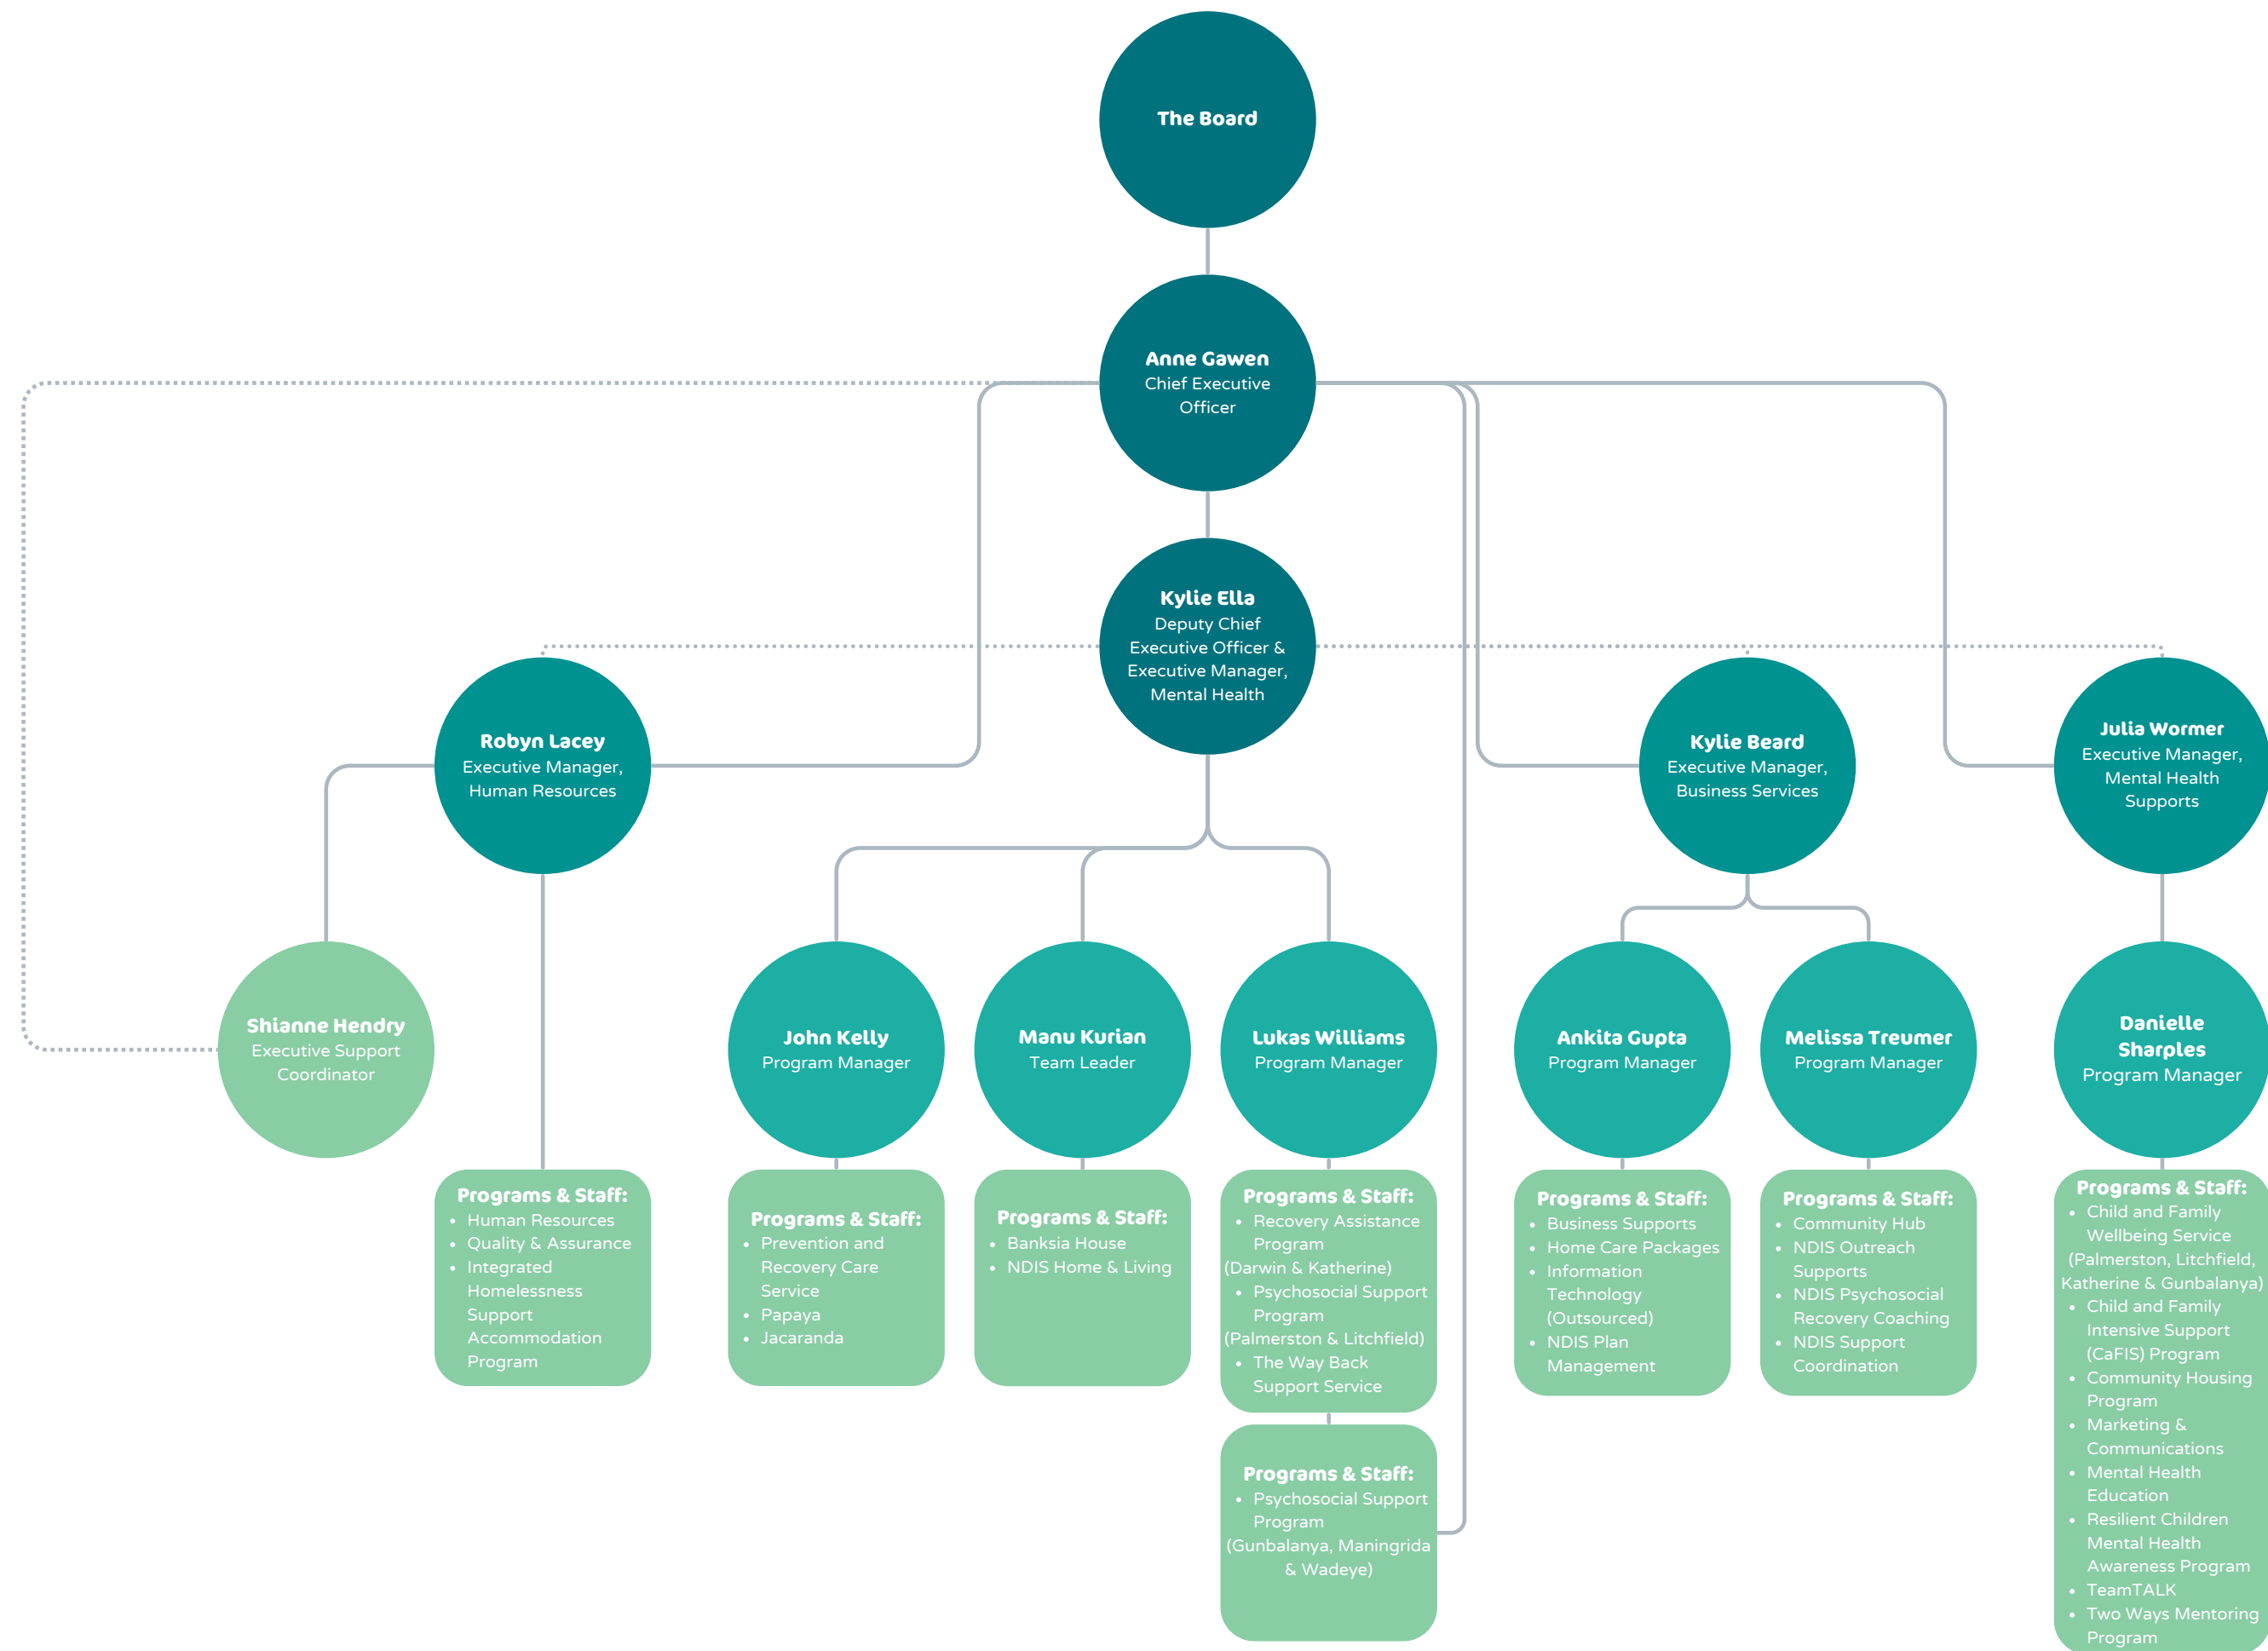 The Board
Anne Gawen
Chief Executive
Officer
Kylie Ella
Deputy Chief
Executive Officer &
Executive Manager,
Mental Health
Robyn Lacey
Executive Manager,
Human Resources
Kylie Beard
Executive Manager,
Business Services
Julia Wormer
Executive Manager,
Mental Health
Supports
Shianne Hendry
Executive Support
Coordinator
John Kelly
Program Manager
Manu Kurian
Team Leader
Lukas Williams
Program Manager
Ankita Gupta
Program Manager
Melissa Treumer
Program Manager
Danielle
Sharples
Program Manager
Programs & Staff:
• Human Resources
• Quality & Assurance
• Integrated
Homelessness
Support
Accommodation
Program
Programs & Staff:
• Prevention and
Recovery Care
Service
• Papaya
• Jacaranda
Programs & Staff:
• Banksia House
• NDIS Home & Living
Programs & Staff:
• Recovery Assistance
Program
(Darwin & Katherine)
• Psychosocial Support
Program
(Palmerston & Litchfield)
• The Way Back
Support Service
Programs & Staff:
• Psychosocial Support
Program
(Gunbalanya, Maningrida
& Wadeye)
Programs & Staff:
• Business Supports
• Home Care Packages
• Information
Technology
(Outsourced)
• NDIS Plan
Management
Programs & Staff:
• Community Hub
• NDIS Outreach
Supports
• NDIS Psychosocial
Recovery Coaching
• NDIS Support
Coordination
Programs & Staff:
• Child and Family
Wellbeing Service
(Palmerston, Litchfield,
Katherine & Gunbalanya)
• Child and Family
Intensive Support
(CaFIS) Program
• Community Housing
Program
• Marketing &
Communications
• Mental Health
Education
• Resilient Children
Mental Health
Awareness Program
• TeamTALK
• Two Ways Mentoring
Program